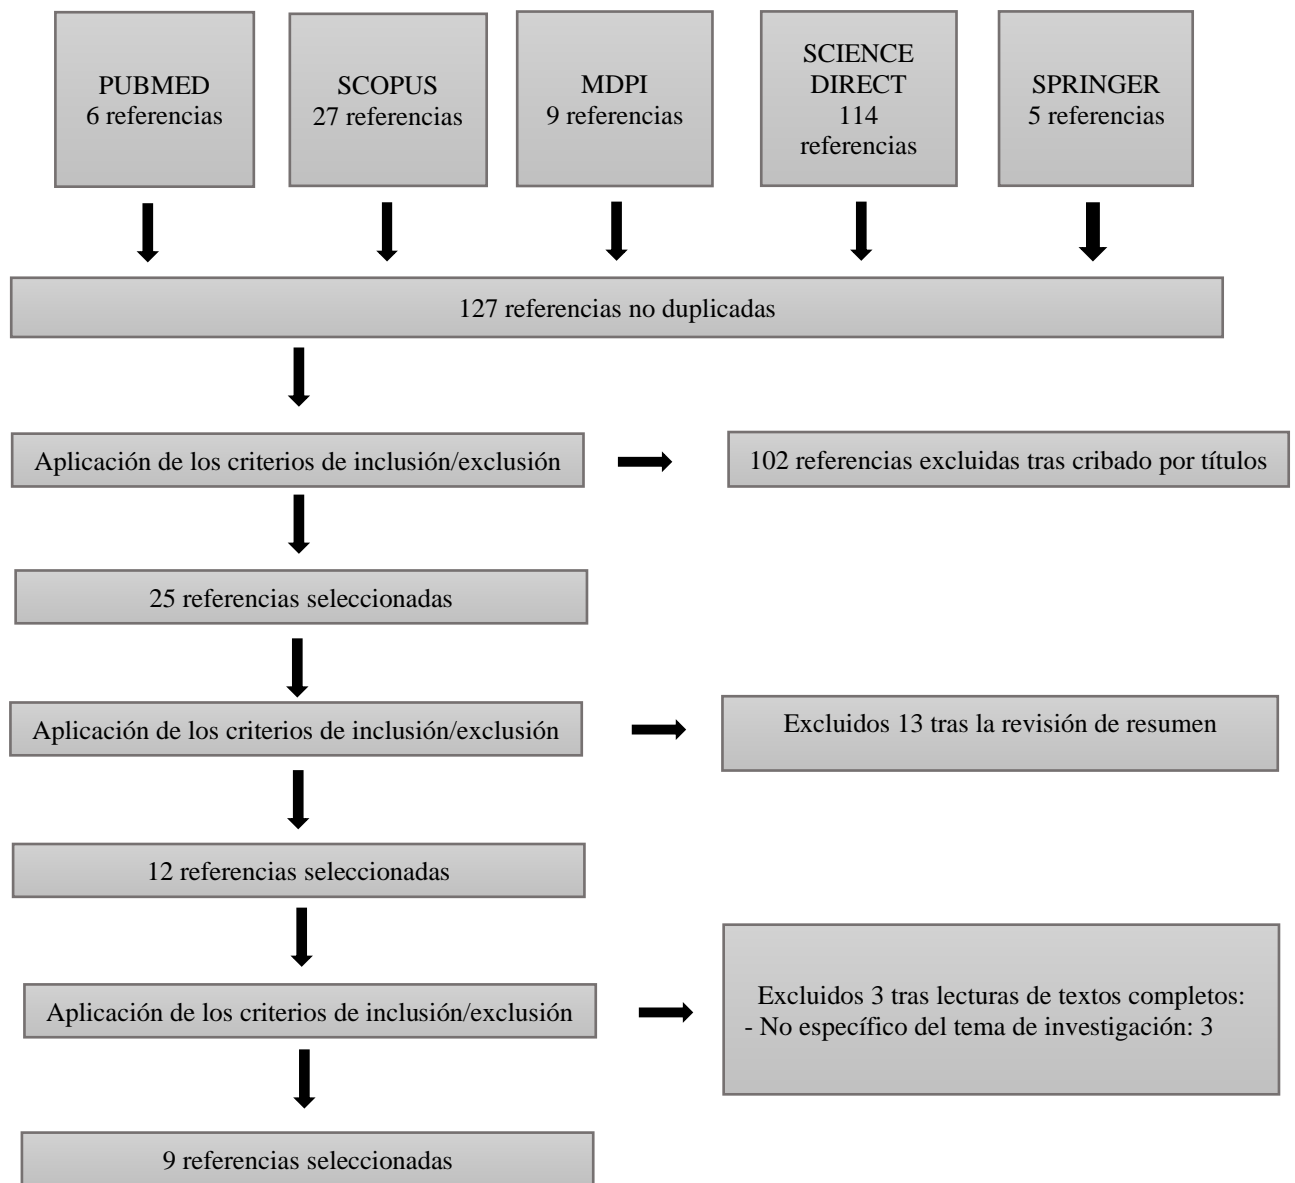 PUBMED
6 referencias
SCOPUS
27 referencias
MDPI
9 referencias
SCIENCE
DIRECT
114
referencias
SPRINGER
5 referencias
127 referencias no duplicadas
Aplicación de los criterios de inclusión/exclusión
102 referencias excluidas tras cribado por títulos
25 referencias seleccionadas
Aplicación de los criterios de inclusión/exclusión
Excluidos 13 tras la revisión de resumen
12 referencias seleccionadas
Aplicación de los criterios de inclusión/exclusión
Excluidos 3 tras lecturas de textos completos:
- No específico del tema de investigación: 3
9 referencias seleccionadas